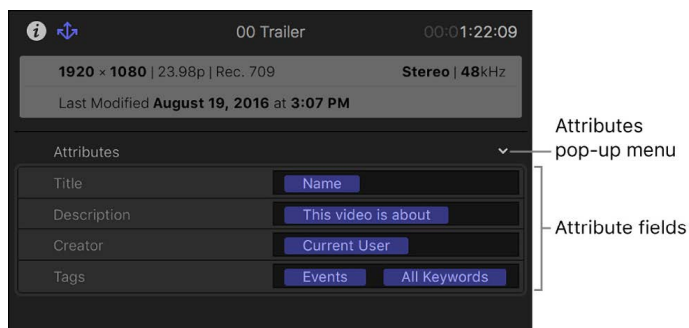 00 Trailer 00:01:22:09
1920 × 1080 | 23.98p | Rec. 709 Stereo | 48kHz
Last Modified August 19, 2016 at 3:07 PM
Attributes
Attributes
pop-up menu
Title Name
Description This video is about
Creator Current User
Tags Events All Keywords
Attribute fields